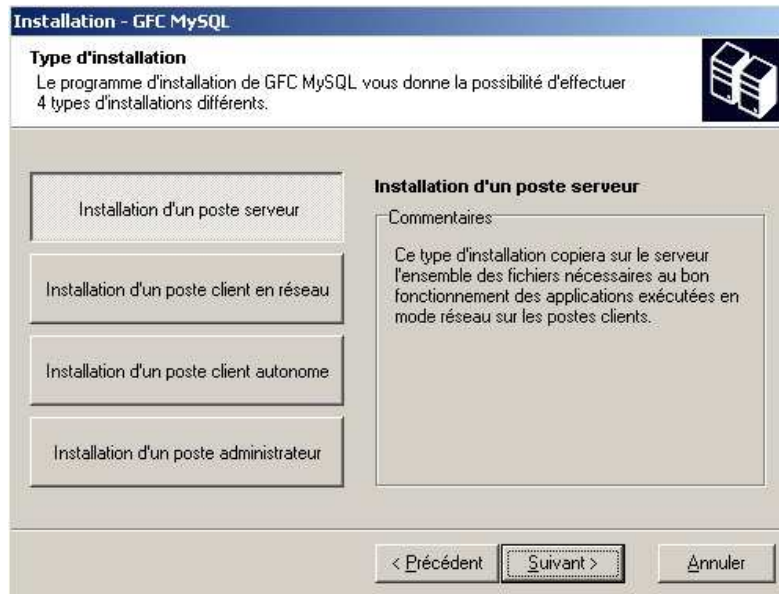 Installation - GFC MySQL
Type d'installation
Le programme d'installation de GFC MySQL vous donne la possibilité d'effectuer
4 types d'installations différents.
Installation d'un poste serveur
Installation d'un poste client en réseau
Installation d'un poste client autonome
Installation d'un poste administrateur
Installation d'un poste serveur
Commentaires
Ce type d'installation copiera sur le serveur
l'ensemble des fichiers nécessaires au bon
fonctionnement des applications exécutées en
mode réseau sur les postes clients.
< Précédent
Suivant >
Annuler